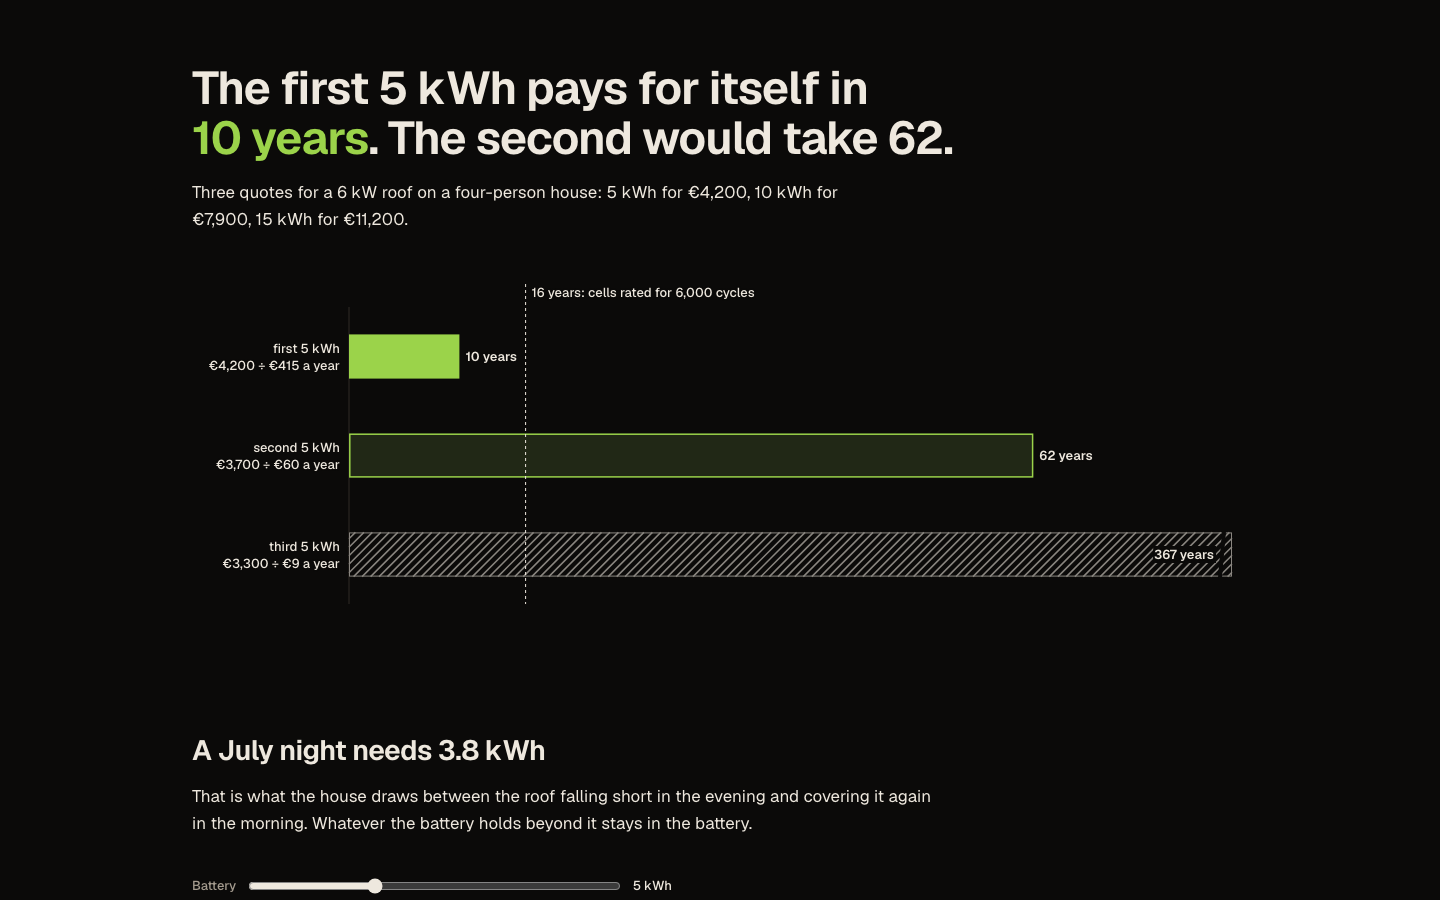 The first 5 kWh pays for itself in
10 years. The second would take 62.
Three quotes for a 6 kW roof on a four-person house: 5 kWh for €4,200, 10 kWh for
€7,900, 15 kWh for €11,200.
16 years: cells rated for 6,000 cycles
first 5 kWh
€4,200 ÷ €415 a year
10 years
second 5 kWh
€3,700 ÷ €60 a year
62 years
third 5 kWh
€3,300 ÷ €9 a year
367 years
A July night needs 3.8 kWh
That is what the house draws between the roof falling short in the evening and covering it again
in the morning. Whatever the battery holds beyond it stays in the battery.
Battery
5 kWh